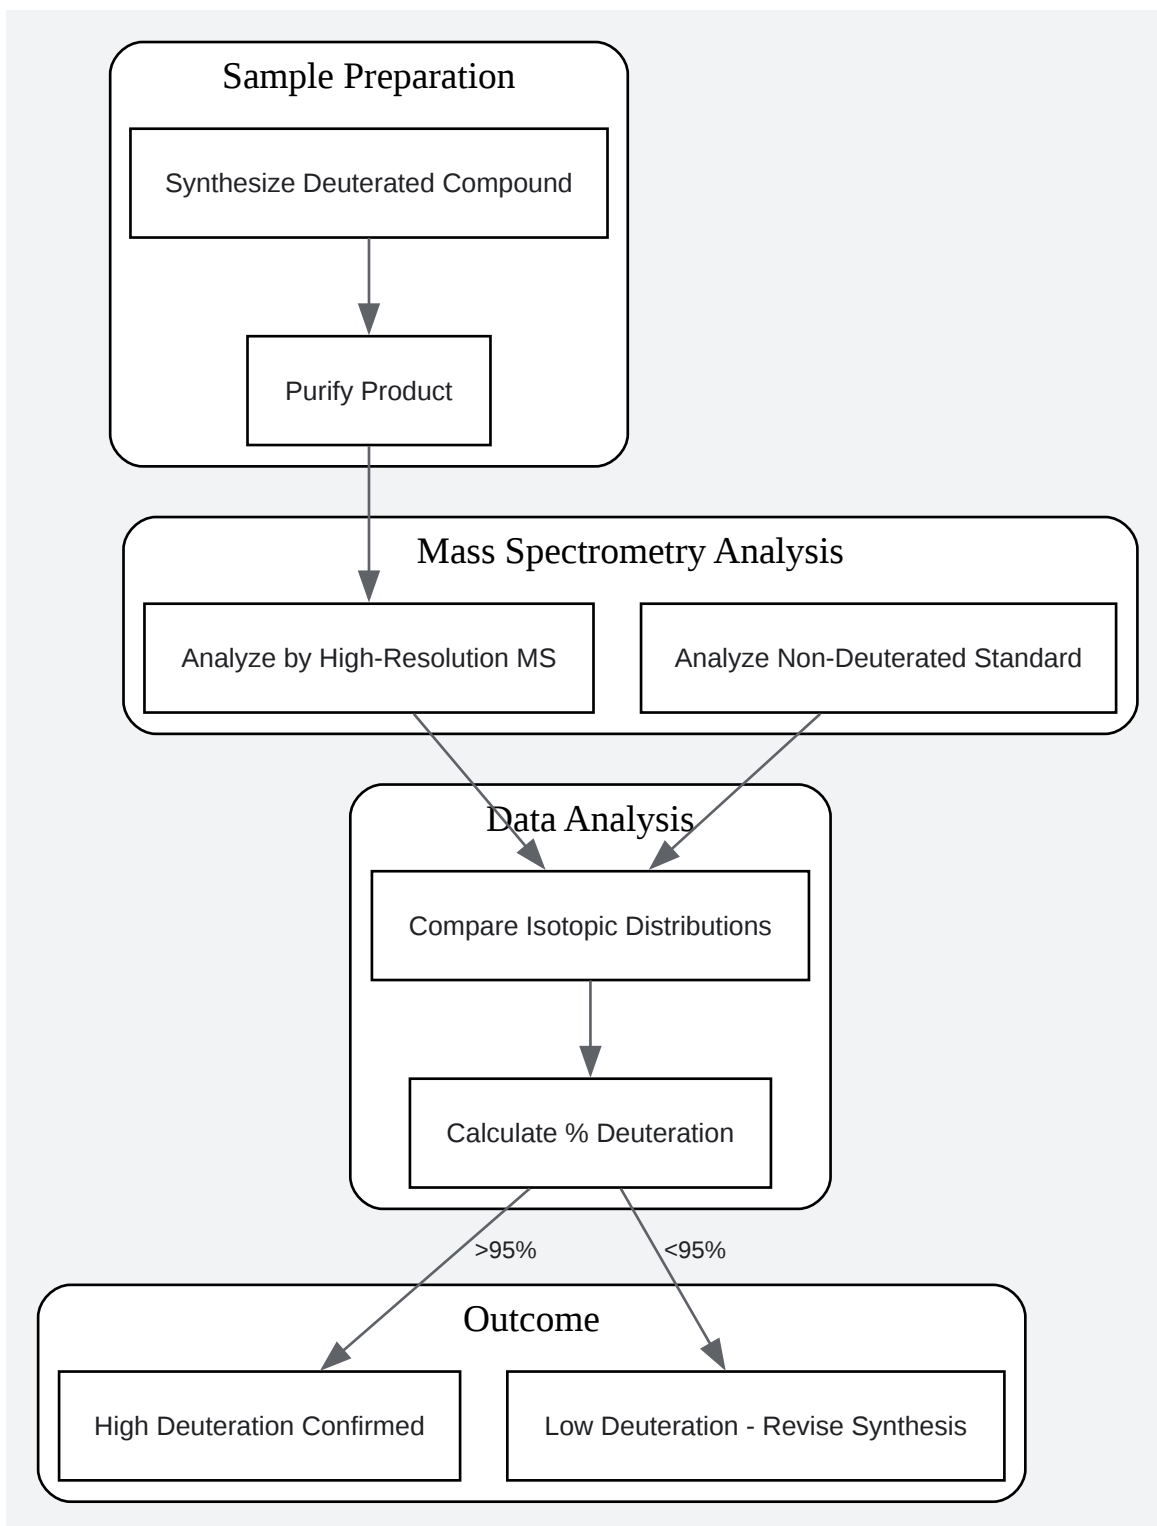 Sample Preparation
Synthesize Deuterated Compound
Purify Product
Mass Spectrometry Analysis
Analyze by High-Resolution MS
Analyze Non-Deuterated Standard
Data Analysis
Compare Isotopic Distributions
Calculate % Deuteration
>95%
<95%
Outcome
High Deuteration Confirmed
Low Deuteration - Revise Synthesis